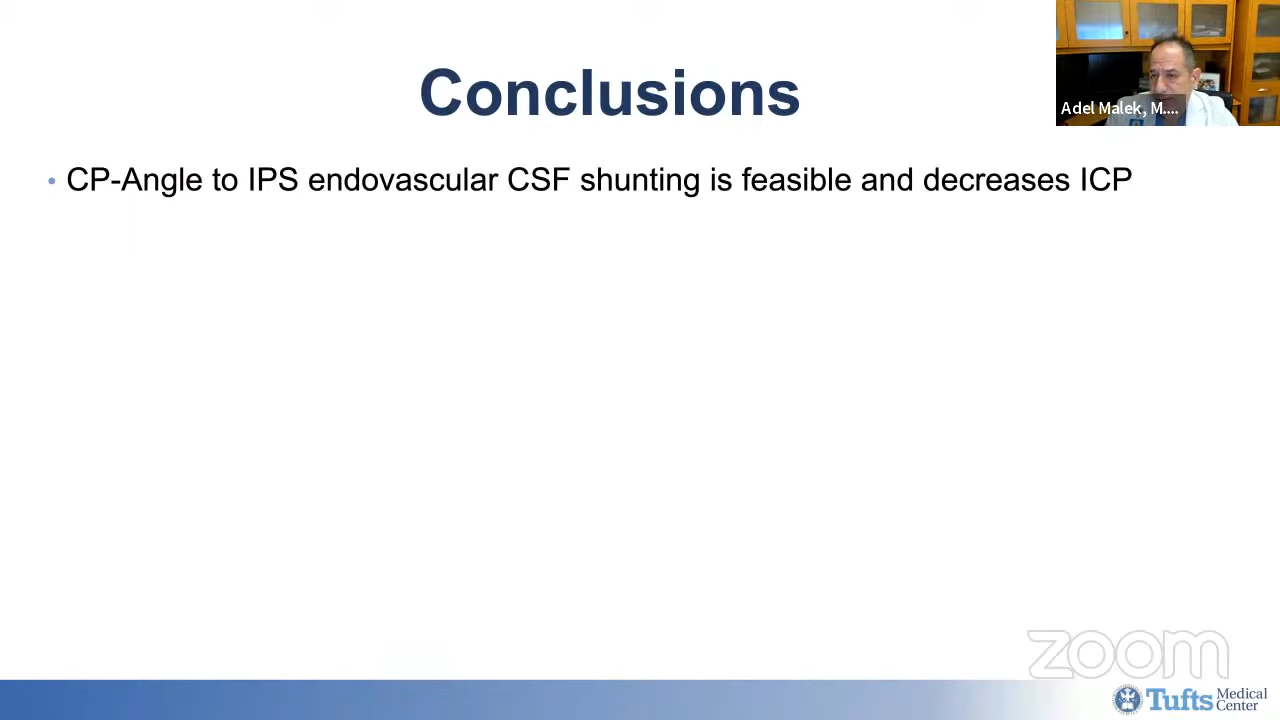 Conclusions
Adel Malek, M....
• CP-Angle to IPS endovascular CSF shunting is feasible and decreases ICP
zoom
Tufts Medical
Center